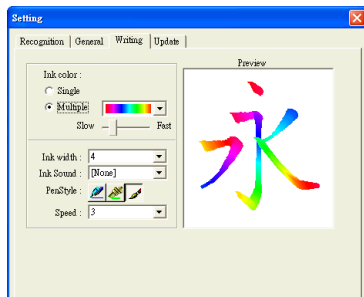 Setting
Recognition General Writing Update
Ink color :
Single
Multiple
Slow Fast
Ink width : 4
Ink Sound : [None]
PenStyle :
Speed : 3
Preview
永